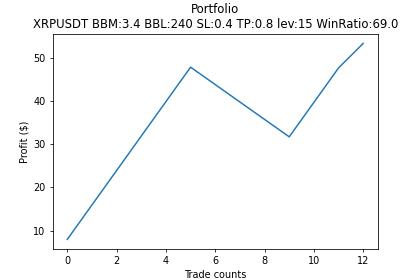 Portfolio
XRPUSDT BBM:3.4 BBL:240 SL:0.4 TP:0.8 lev:15 WinRatio:69.0
50
40
30
20
10
Profit ($)
0 2 4 6 8 10 12
Trade counts